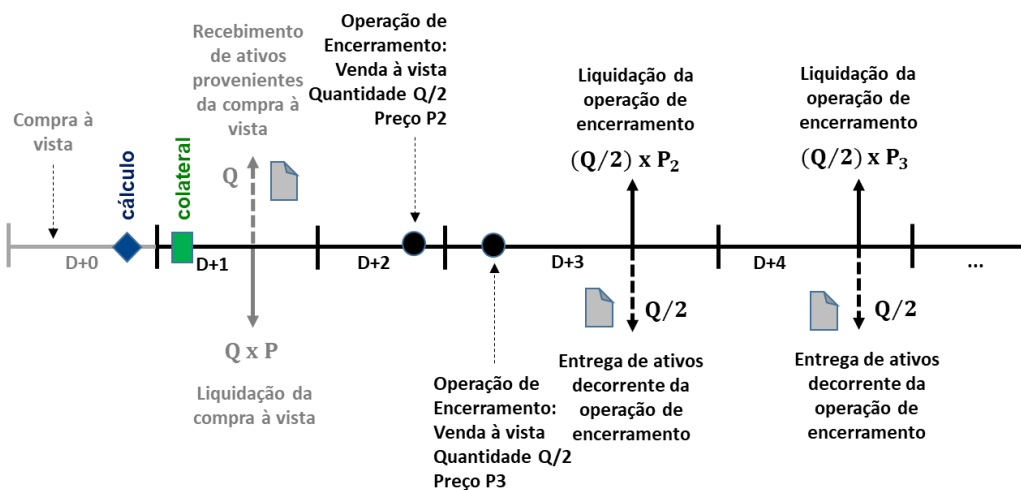 Compra à
vista
cálculo
colateral
Recebimento
de ativos
provenientes
da compra à
vista
Q
Operação de
Encerramento:
Venda à vista
Quantidade Q/2
Preço P2
Liquidação da
operação de
encerramento
(Q/2) x P₂
Liquidação da
operação de
encerramento
(Q/2) x P₃
D+0
D+1
D+2
D+3
D+4
...
Q x P
Liquidação da
compra à vista
Operação de
Encerramento:
Venda à vista
Quantidade Q/2
Preço P3
Q/2
Entrega de ativos
decorrente da
operação de
encerramento
Q/2
Entrega de ativos
decorrente da
operação de
encerramento